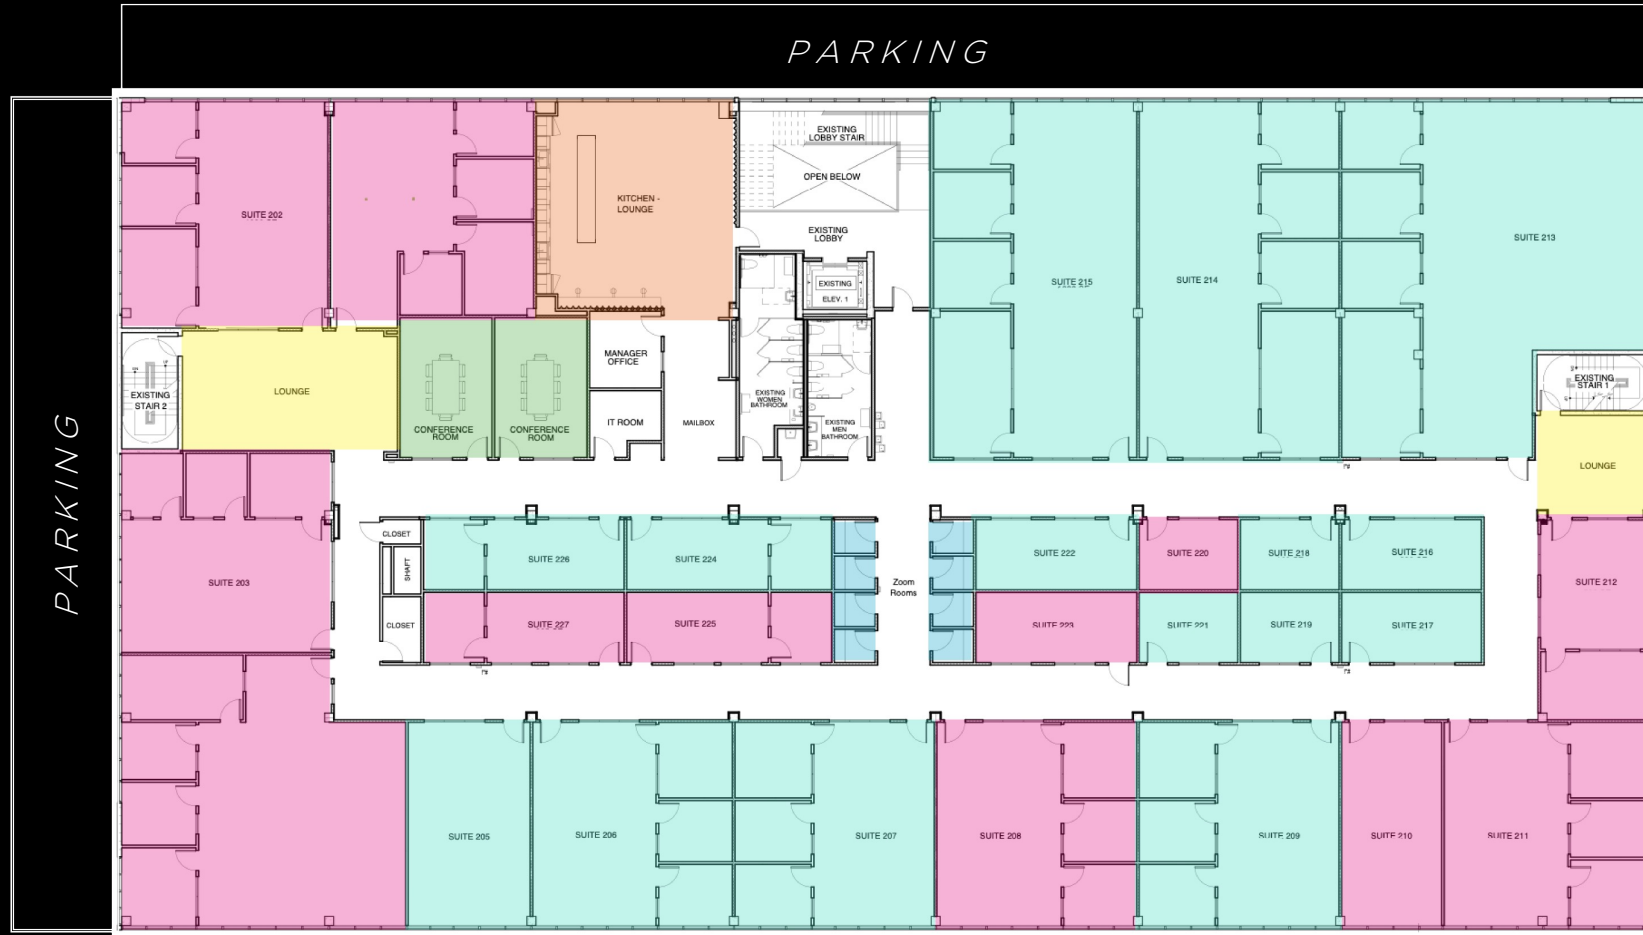 PARKING
PARKING
EXISTING
LOBBY STAIR
OPEN BELOW
EXISTING
LOBBY
EXISTING
ELEV. 1
KITCHEN -
LOUNGE
SUITE 202
SUITE 215
SUITE 214
SUITE 213
EXISTING
STAIR 2
LOUNGE
CONFERENCE
ROOM
CONFERENCE
ROOM
MANAGER
OFFICE
IT ROOM
MAILBOX
EXISTING
WOMEN
BATHROOM
EXISTING
MEN
BATHROOM
EXISTING
STAIR 1
LOUNGE
SUITE 203
CLOSET
SHAFT
CLOSET
SUITE 226
SUITE 224
SUITE 227
SUITE 225
Zoom
Rooms
SUITE 222
SUITE 220
SUITE 218
SUITE 216
SUITE 223
SUITE 221
SUITE 219
SUITE 217
SUITE 212
SUITE 205
SUITE 206
SUITE 207
SUITE 208
SUITE 209
SUITE 210
SUITE 211